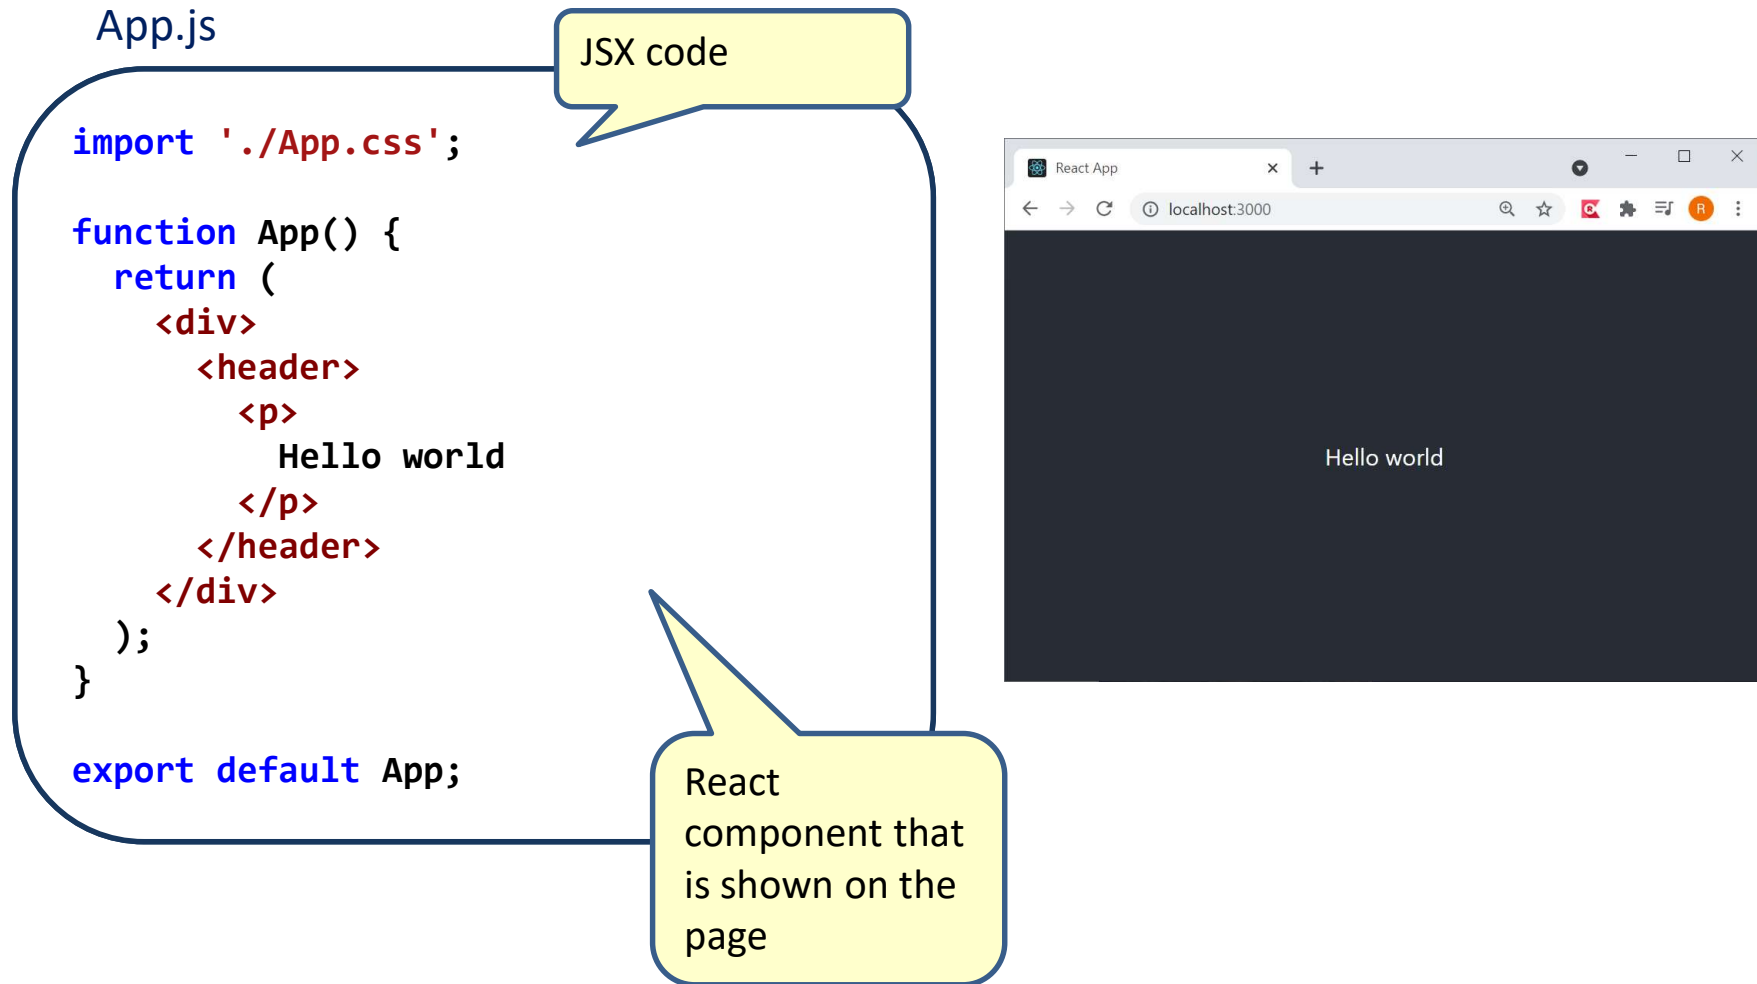 App.js
JSX code
import './App.css';
function App() {
  return (
    <div>
      <header>
        <p>
          Hello world
        </p>
      </header>
    </div>
  );
}
export default App;
React
component that
is shown on the
page
React App
localhost:3000
R
Hello world